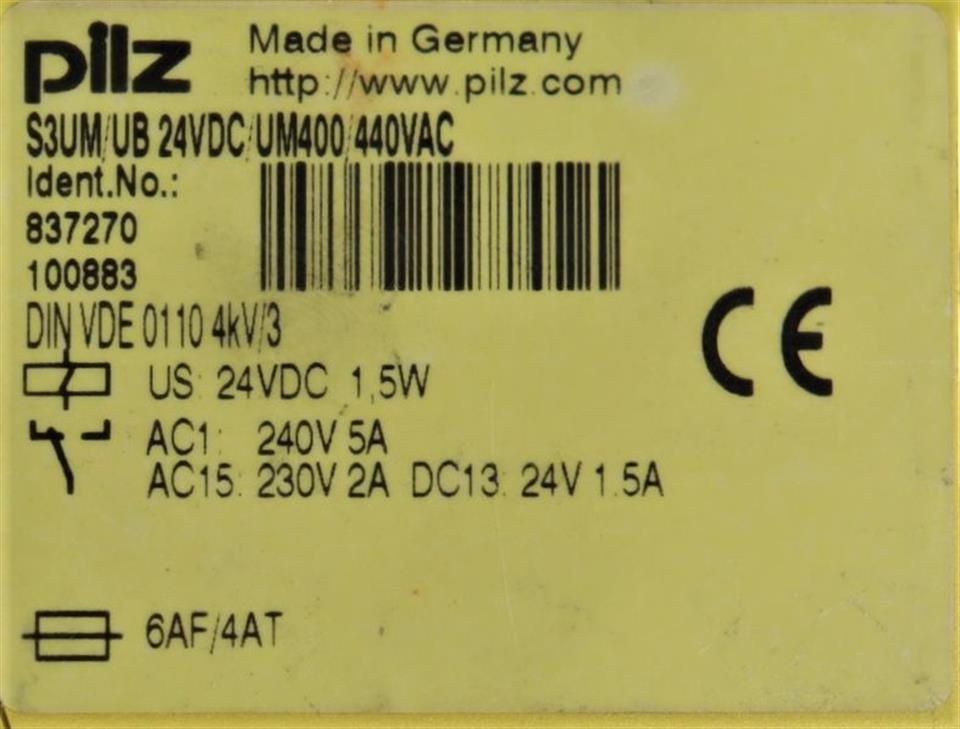 pilz Made in Germany
http://www.pilz.com
S3UM/UB 24VDC/UM400/440VAC
Ident.No.:
837270
100883
DIN VDE 0110 4kV/3
CE
US: 24VDC 1,5W
AC1: 240V 5A
AC15: 230V 2A DC13: 24V 1.5A
6AF/4AT